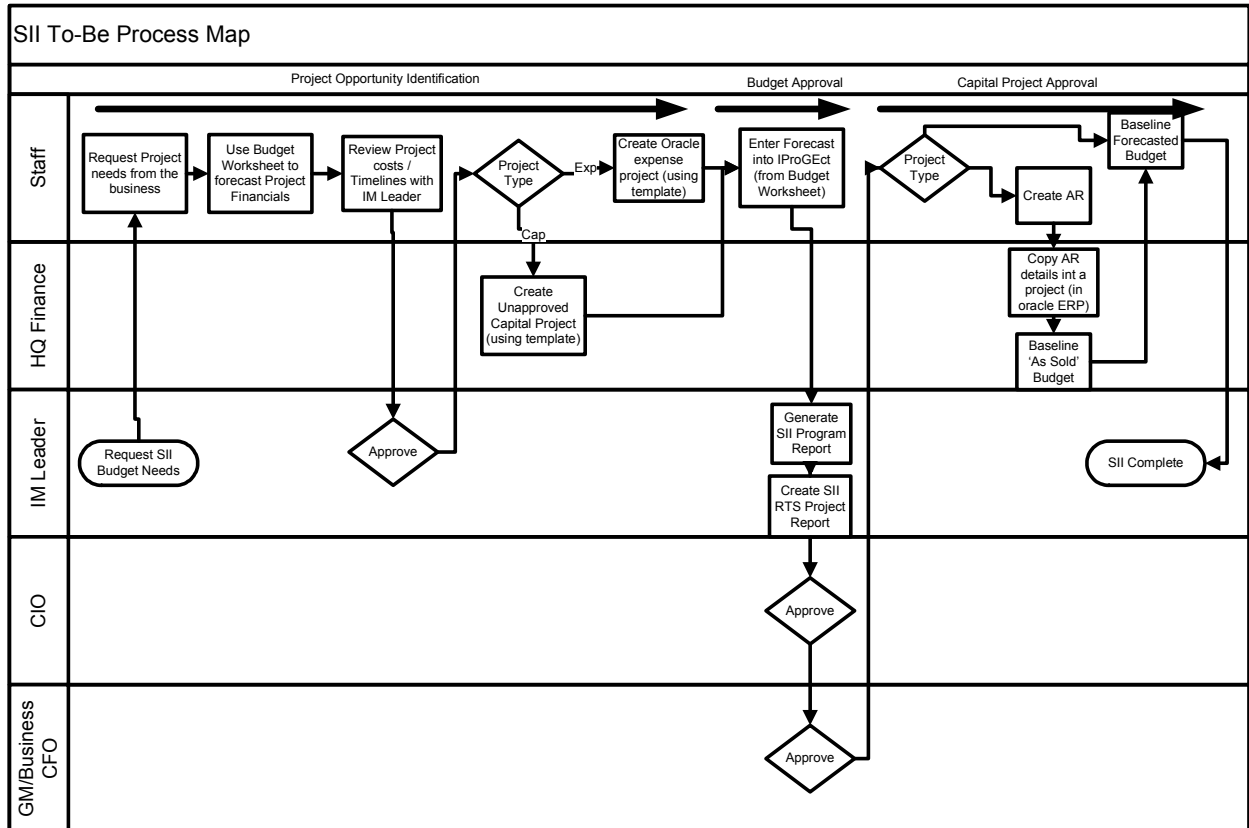 SII To-Be Process Map
Project Opportunity Identification
Budget Approval
Capital Project Approval
Staff
Request Project
needs from the
business
Use Budget
Worksheet to
forecast Project
Financials
Review Project
costs /
Timelines with
IM Leader
Project
Type
Exp
Cap
Create Oracle
expense
project (using
template)
Enter Forecast
into IProGEct
(from Budget
Worksheet)
Project
Type
Create AR
Baseline
Forecasted
Budget
HQ Finance
Create
Unapproved
Capital Project
(using template)
Copy AR
details int a
project (in
oracle ERP)
Baseline
‘As Sold’
Budget
IM Leader
Request SII
Budget Needs
Approve
Generate
SII Program
Report
Create SII
RTS Project
Report
SII Complete
CIO
Approve
GM/Business
CFO
Approve